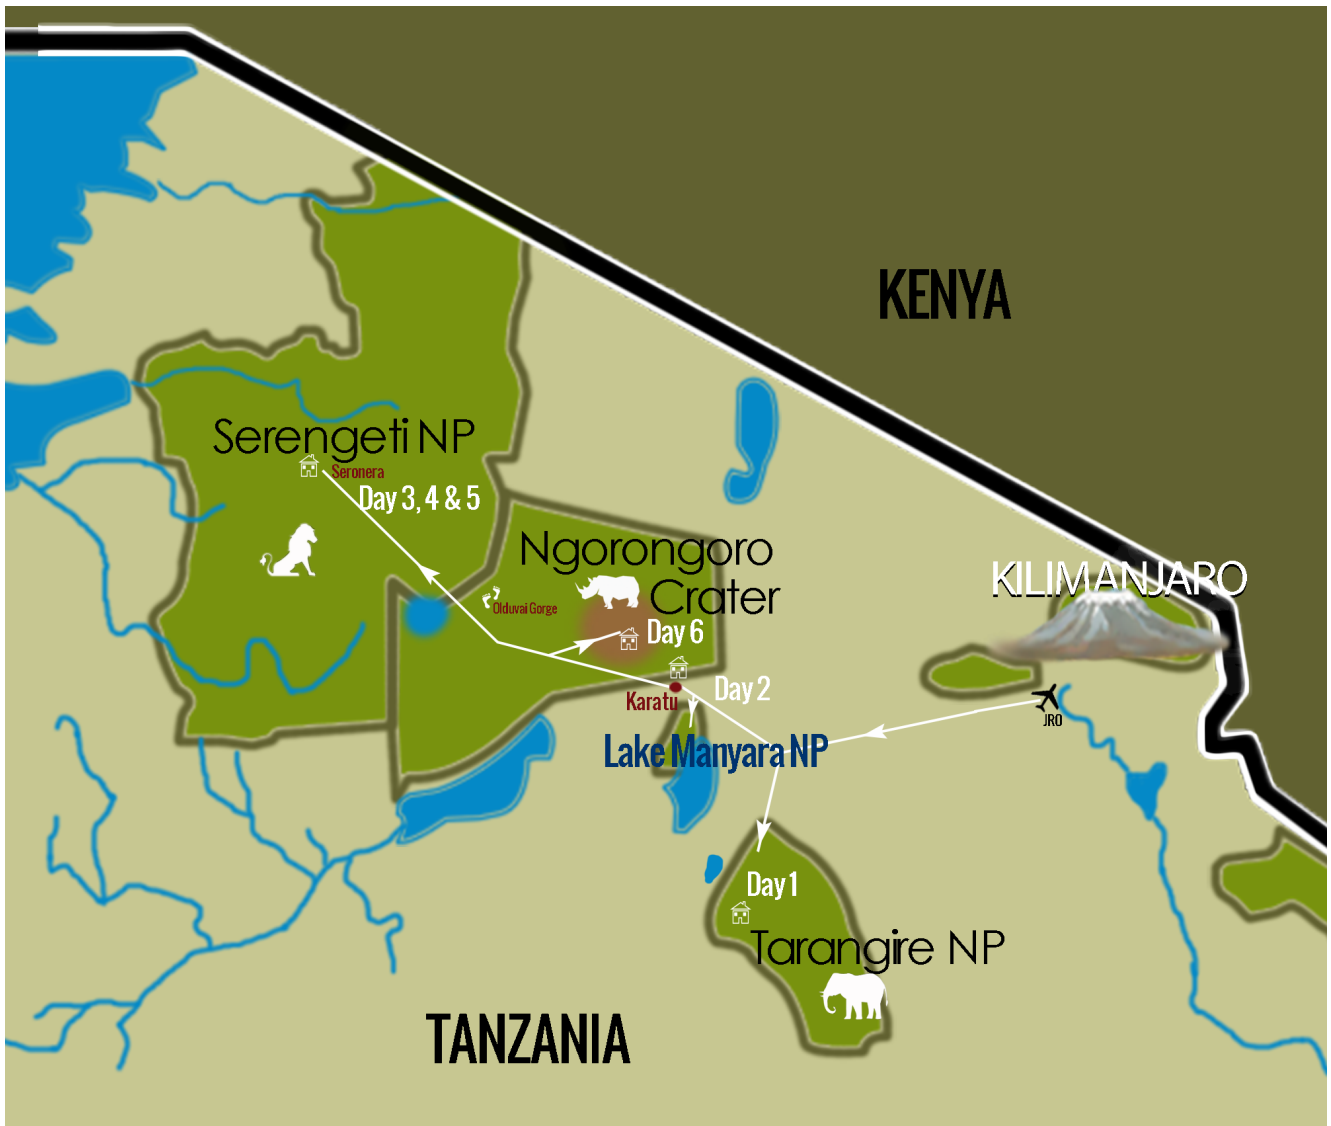 KENYA
Serengeti NP
Seronera
Day 3, 4 & 5
Ngorongoro
Crater
Olduvai Gorge
Day 6
KILIMANJARO
Karatu
Day 2
JRO
Lake Manyara NP
Day 1
Tarangire NP
TANZANIA